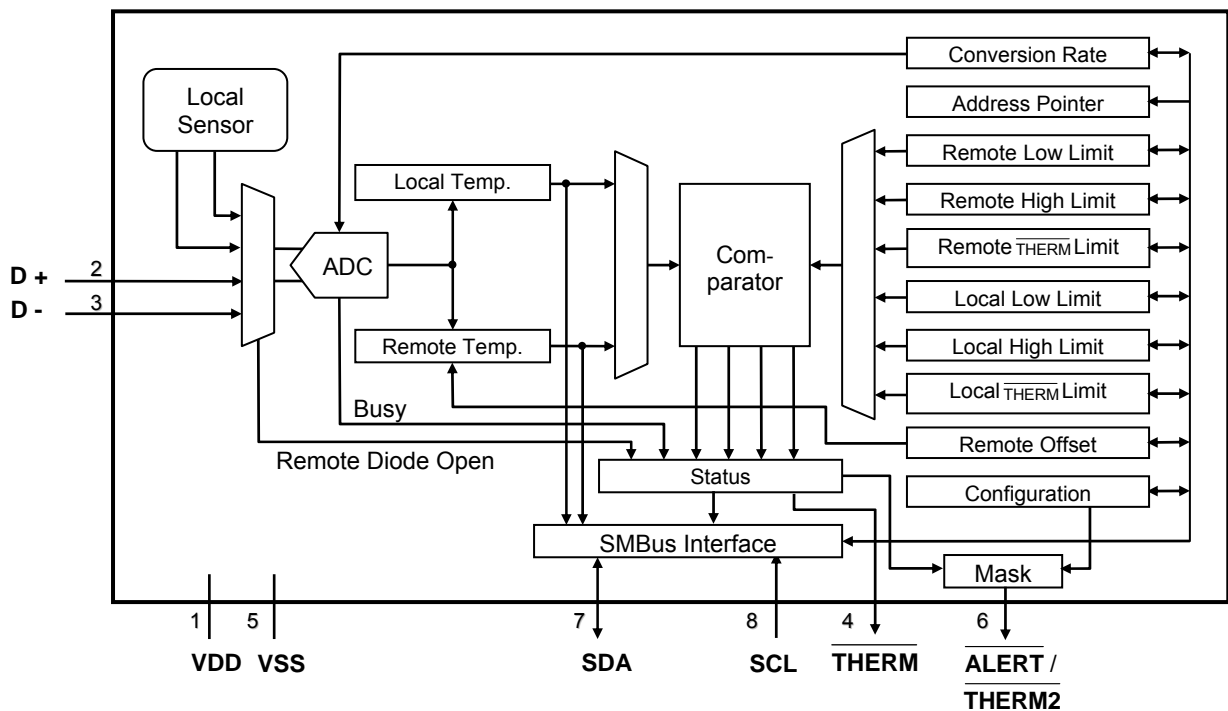 Local
Sensor
Conversion Rate
Address Pointer
Remote Low Limit
Remote High Limit
Remote THERM Limit
Local Low Limit
Local High Limit
Local THERM Limit
Remote Offset
Configuration
Local Temp.
ADC
Com-
parator
Remote Temp.
D + 2
D - 3
Busy
Remote Diode Open
Status
SMBus Interface
Mask
1 5 7 8 4 6
VDD VSS SDA SCL THERM ALERT /
THERM2